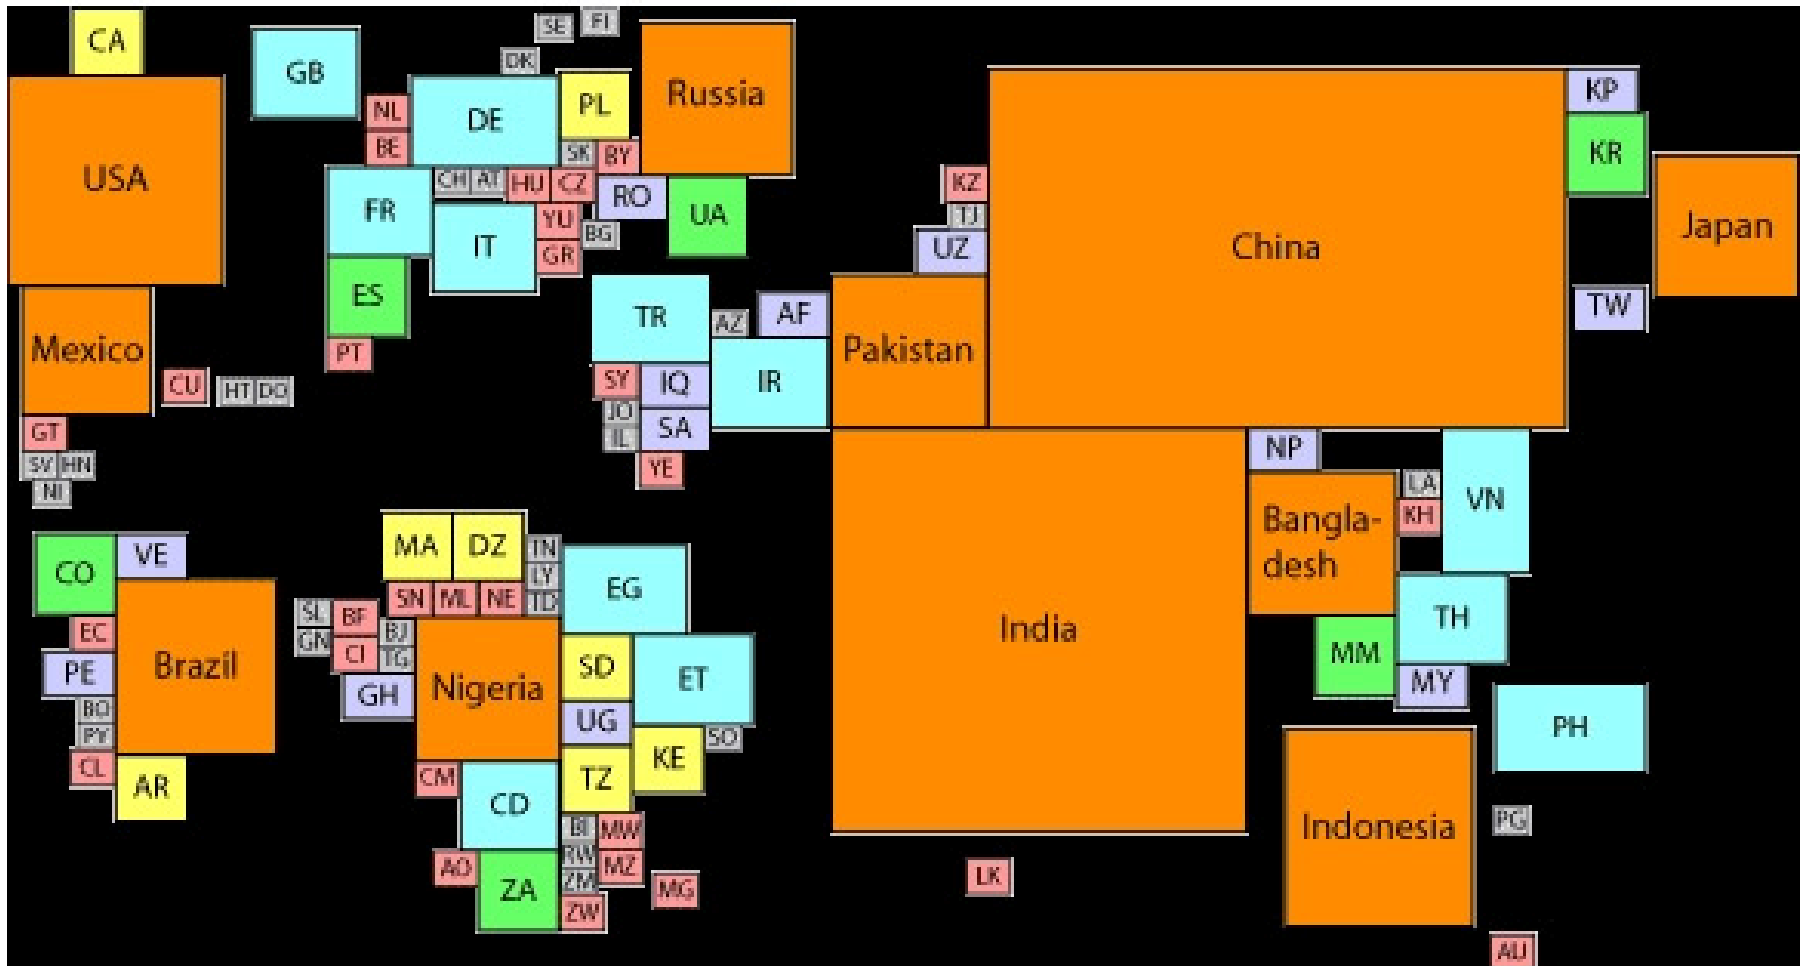 CA
USA
Mexico
CU
HT
DO
GT
SV
HN
NI
CO
VE
EC
PE
Brazil
BO
PY
CL
AR
GB
SE
FI
DK
NL
BE
DE
PL
Russia
SK
BY
FR
CH
AT
HU
CZ
RO
UA
IT
YU
BG
GR
ES
PT
TR
AZ
AF
SY
IQ
IR
JO
IL
SA
YE
KZ
TJ
UZ
Pakistan
China
KP
KR
Japan
TW
India
NP
Bangla-
desh
LA
KH
VN
TH
MM
MY
PH
Indonesia
PG
AU
LK
MA
DZ
TN
LY
TD
EG
SN
ML
NE
SL
GN
BF
CI
BJ
TG
GH
Nigeria
SD
ET
UG
SO
KE
TZ
CM
CD
BI
MW
RW
MZ
ZM
MG
AO
ZA
ZW